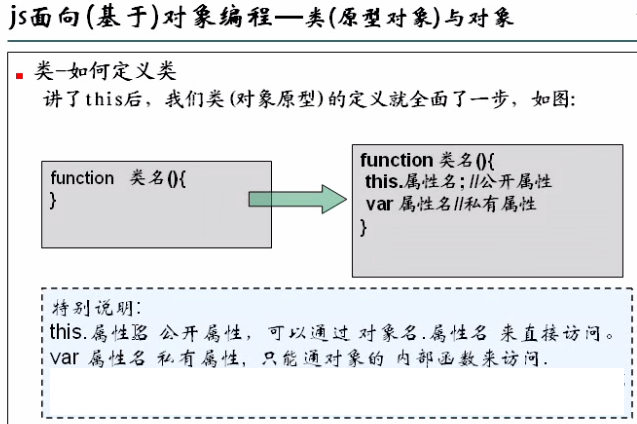 js面向(基于)对象编程—类(原型对象)与对象
类-如何定义类
讲了this后，我们类(对象原型)的定义就全面了一步，如图:
function 类名(){
}
function 类名(){
this.属性名; //公开属性
var 属性名//私有属性
}
特别说明:
this.属性名 公开属性，可以通过 对象名.属性名 来直接访问。
var 属性名 私有属性，只能通对象的 内部函数来访问.